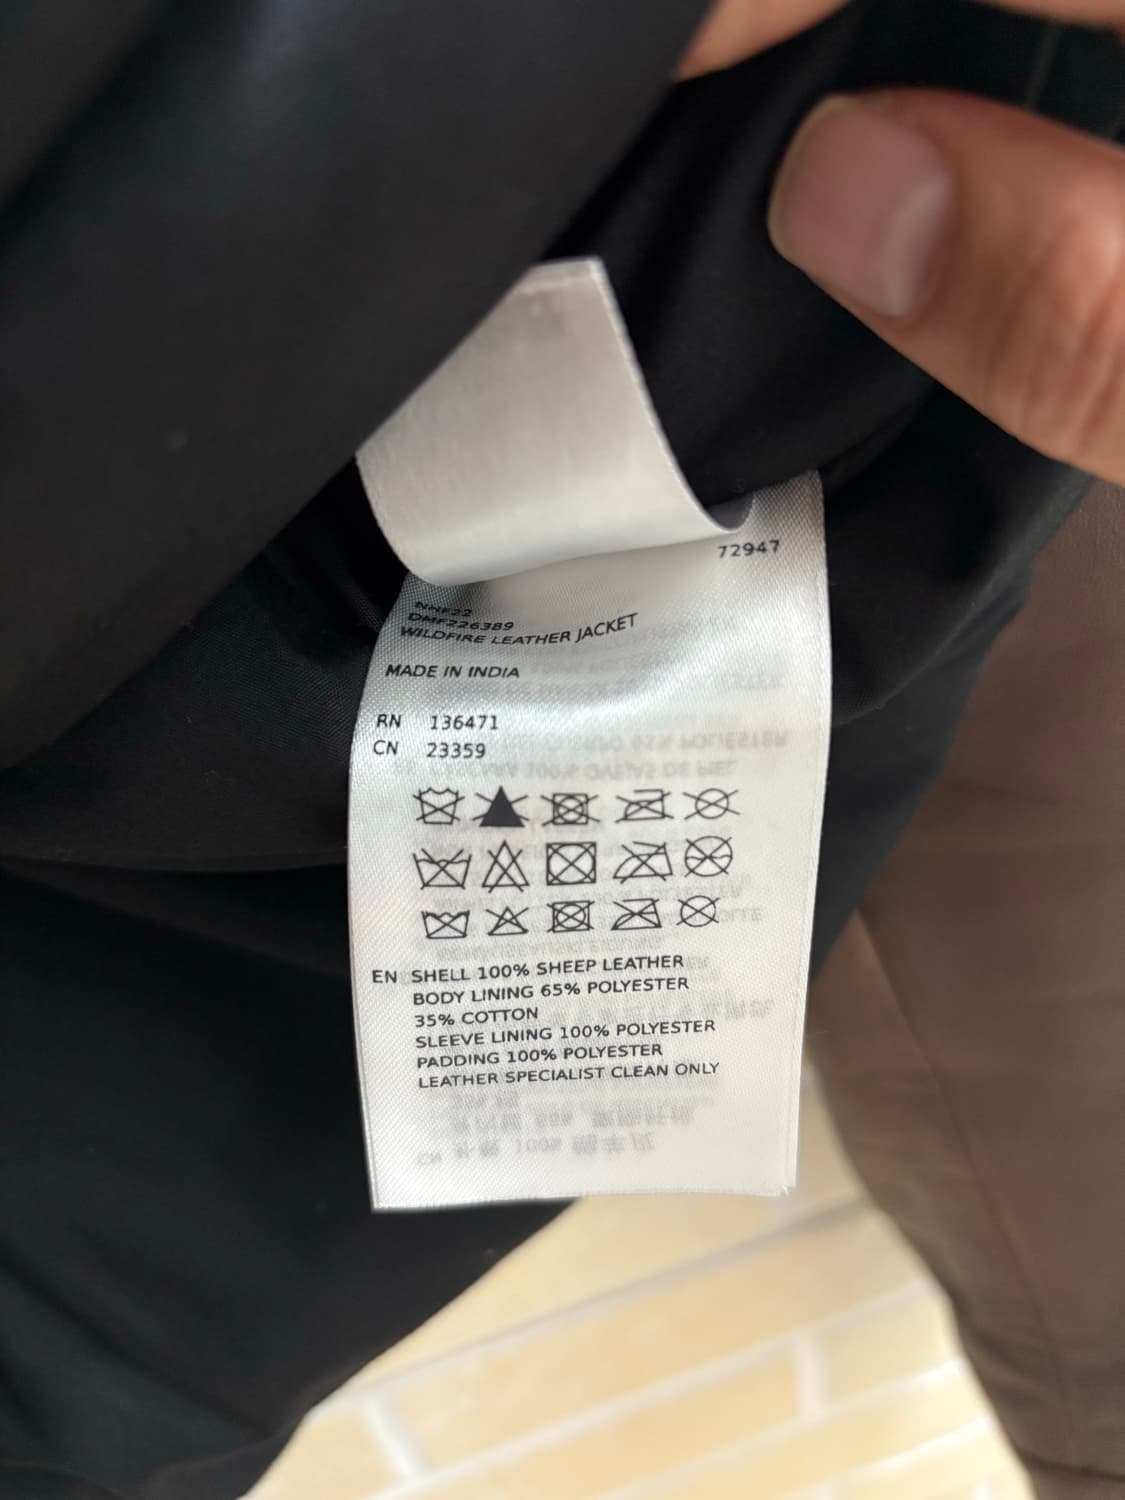 72947
NHF22
DMF226389
WILDFIRE LEATHER JACKET
MADE IN INDIA
RN 136471
CN 23359
EN SHELL 100% SHEEP LEATHER
BODY LINING 65% POLYESTER
35% COTTON
SLEEVE LINING 100% POLYESTER
PADDING 100% POLYESTER
LEATHER SPECIALIST CLEAN ONLY